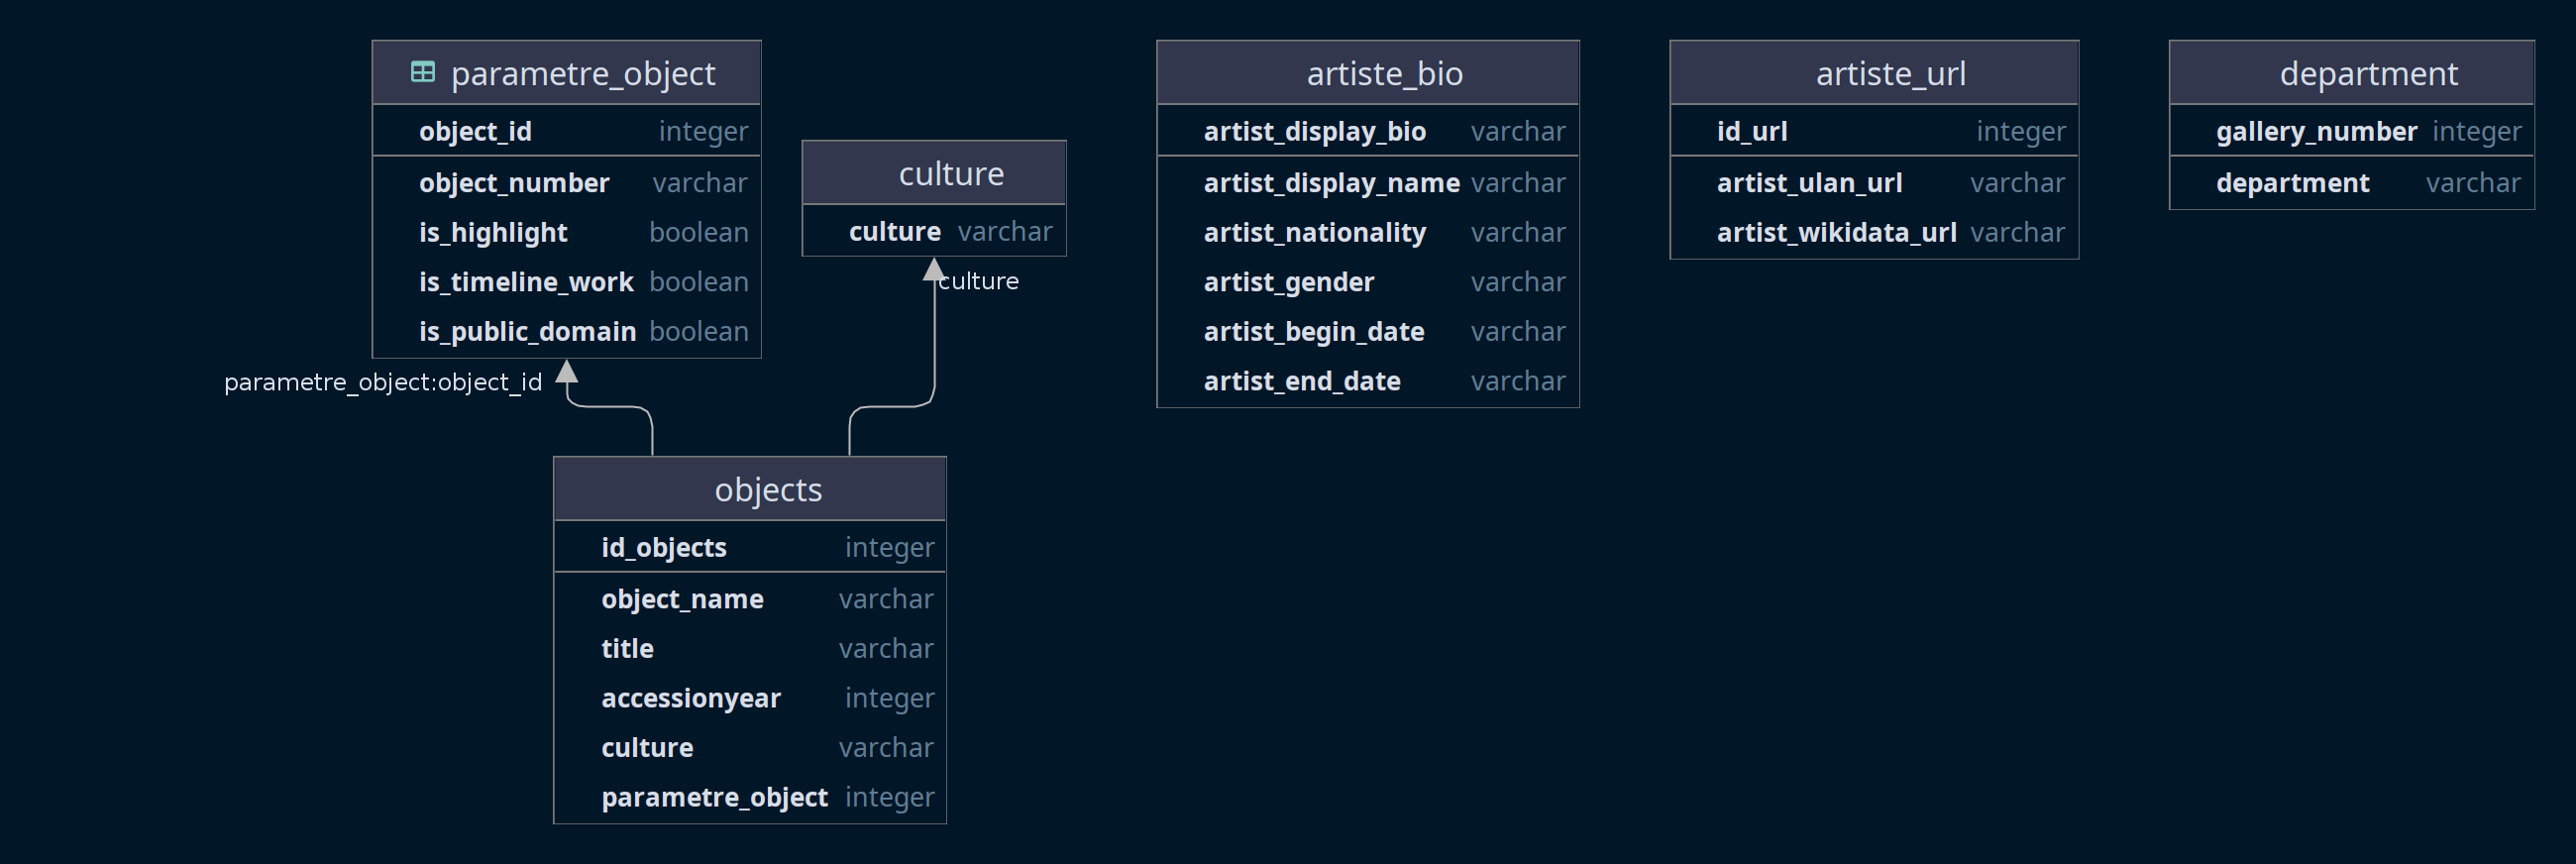 parametre_object
object_id integer
object_number varchar
is_highlight boolean
is_timeline_work boolean
is_public_domain boolean
parametre_object:object_id
culture
culture varchar
culture
objects
id_objects integer
object_name varchar
title varchar
accessionyear integer
culture varchar
parametre_object integer
artiste_bio
artist_display_bio varchar
artist_display_name varchar
artist_nationality varchar
artist_gender varchar
artist_begin_date varchar
artist_end_date varchar
artiste_url
id_url integer
artist_ulan_url varchar
artist_wikidata_url varchar
department
gallery_number integer
department varchar